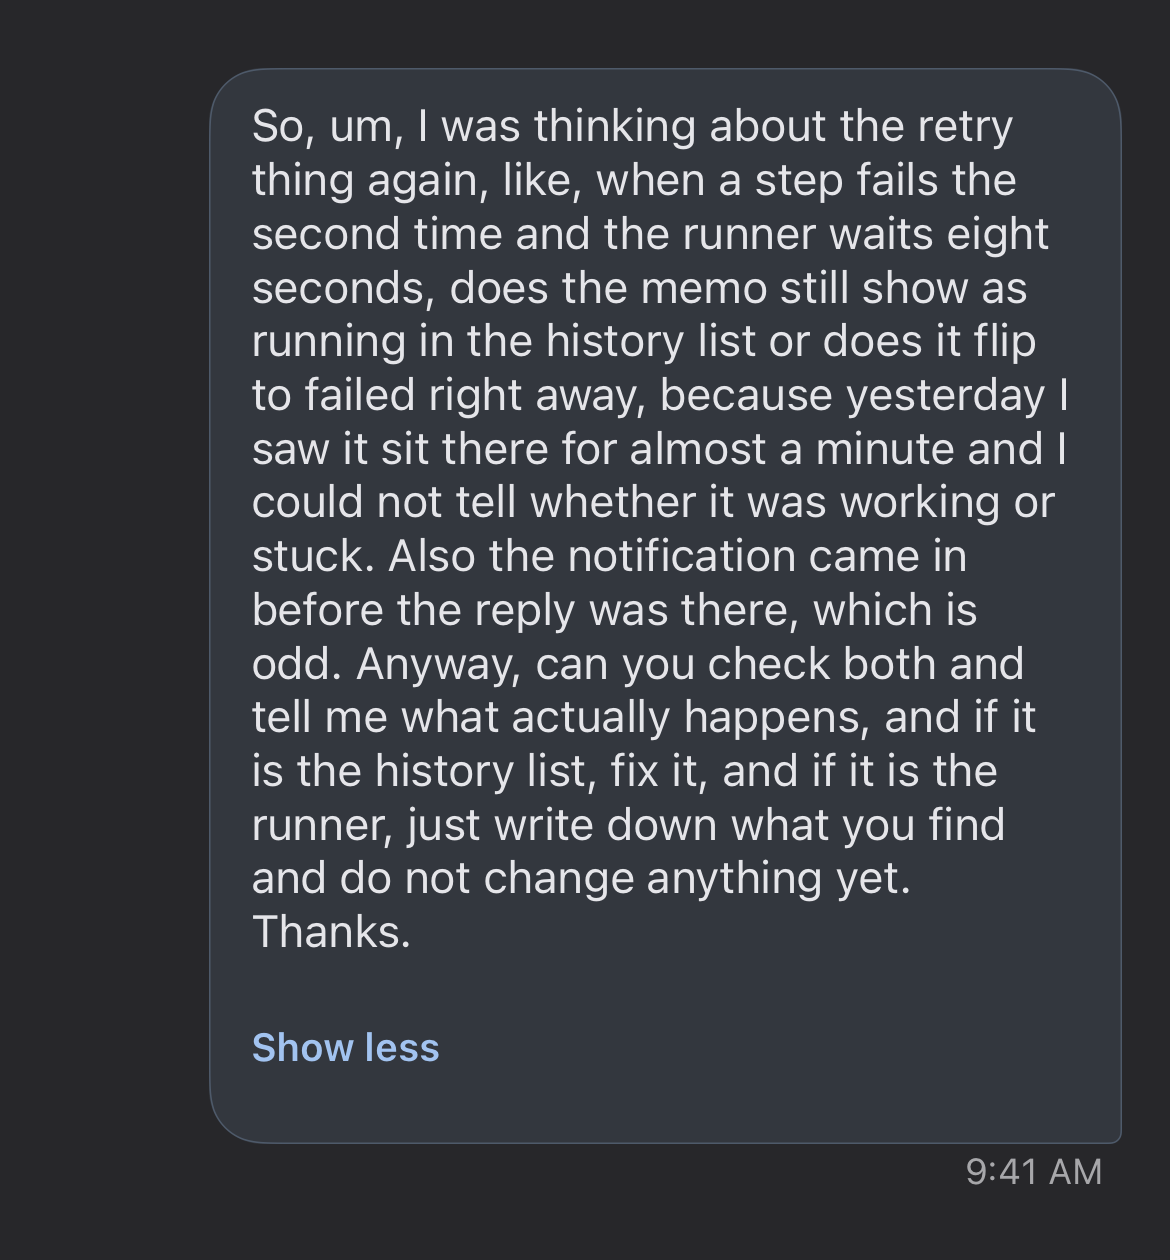 So, um, I was thinking about the retry
thing again, like, when a step fails the
second time and the runner waits eight
seconds, does the memo still show as
running in the history list or does it flip
to failed right away, because yesterday I
saw it sit there for almost a minute and I
could not tell whether it was working or
stuck. Also the notification came in
before the reply was there, which is
odd. Anyway, can you check both and
tell me what actually happens, and if it
is the history list, fix it, and if it is the
runner, just write down what you find
and do not change anything yet.
Thanks.
Show less
9:41 AM